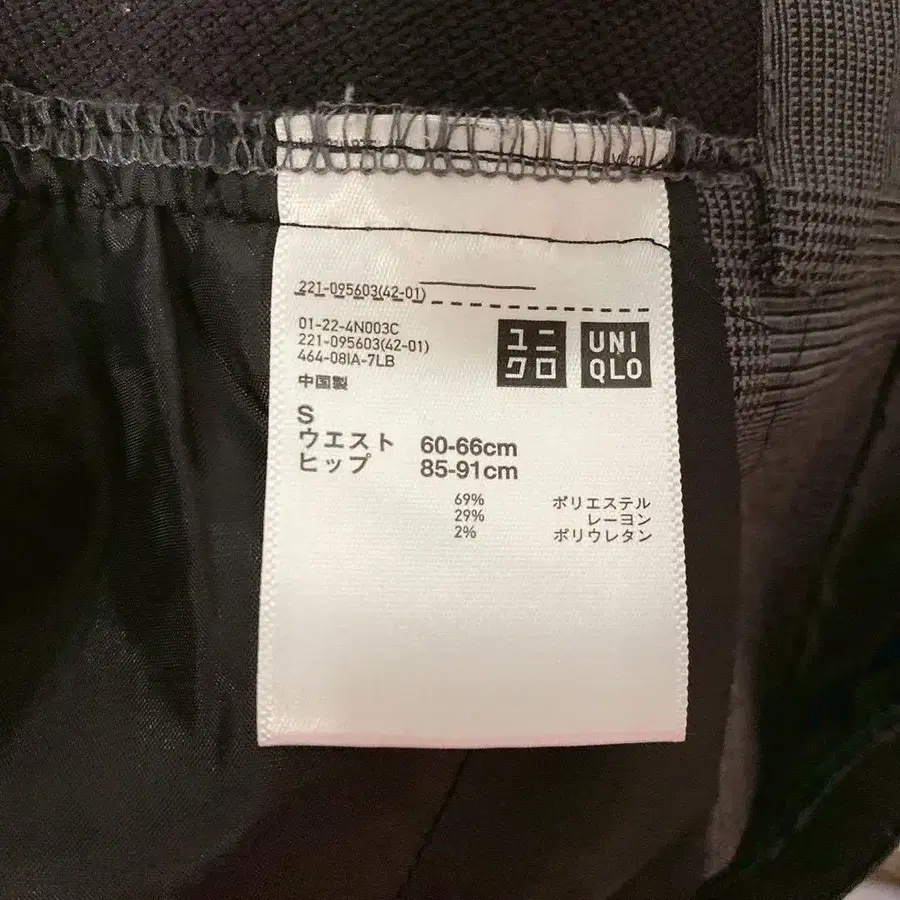 221-095603(42-01)
01-22-4N003C
221-095603(42-01)
464-08IA-7LB
中国製
ユニクロ
UNIQLO
S
ウエスト 60-66cm
ヒップ 85-91cm
69% ポリエステル
29% レーヨン
2% ポリウレタン